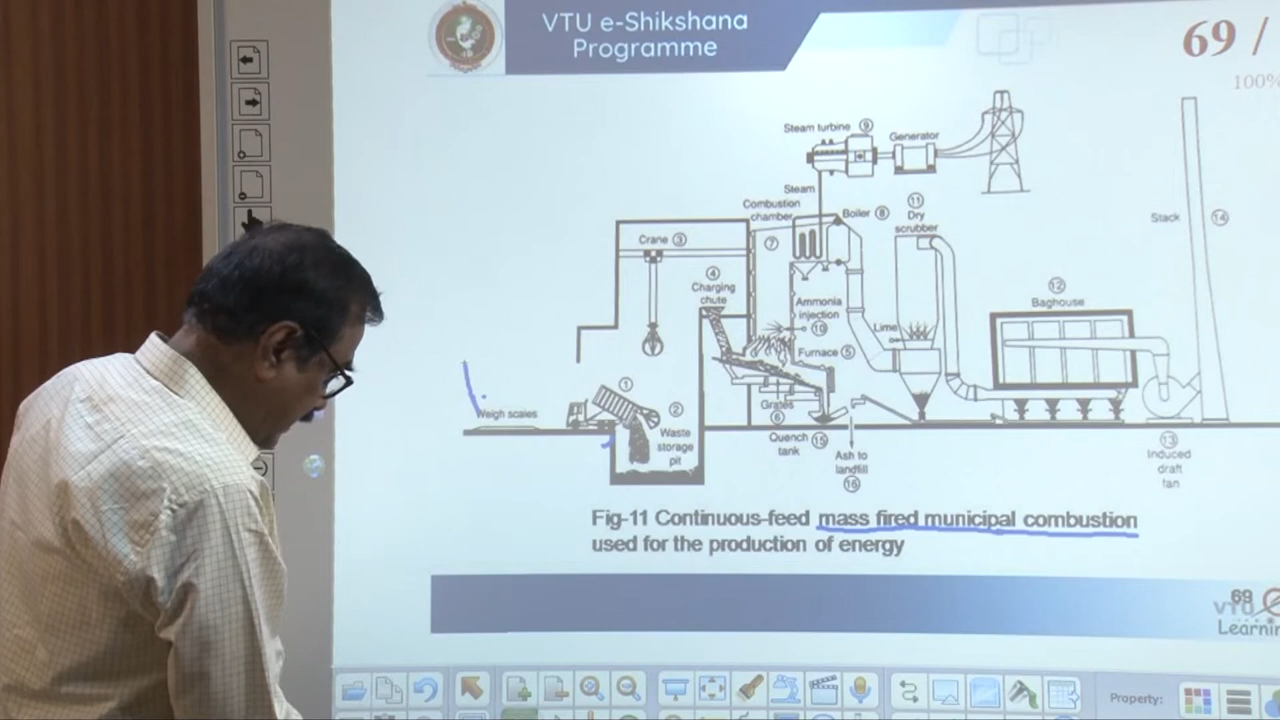 VTU e-Shikshana
Programme
69 /
100%
Steam turbine 9
Generator
Steam
Combustion
chamber
Boiler 8
11
Dry
scrubber
Stack 14
Crane 3
7
4
Charging
chute
Ammonia
injection
10
12
Baghouse
Lime
Furnace 5
1
2
Waste
storage
pit
Weigh scales
Grates
6
Quench
tank
15
Ash to
landfill
16
13
Induced
draft
fan
Fig-11 Continuous-feed mass fired municipal combustion
used for the production of energy
69
VTU
Learnin
Property: